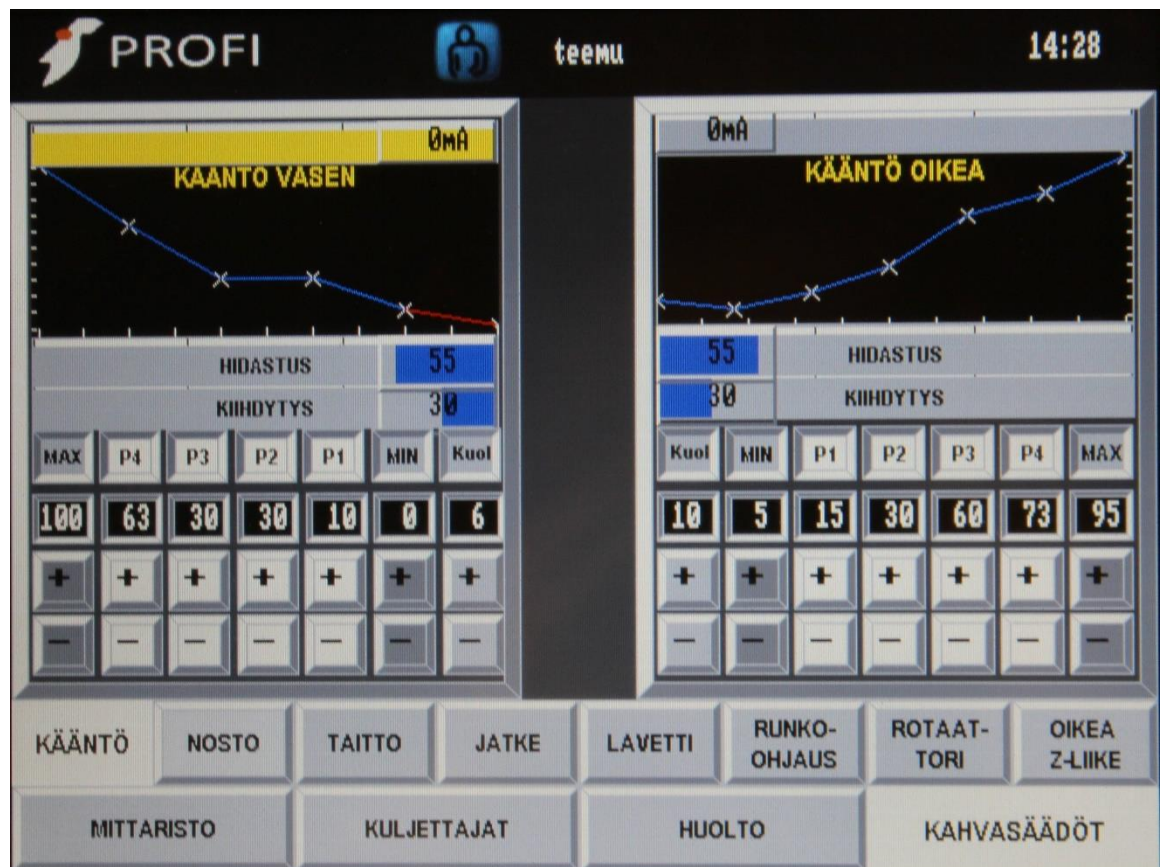 PROFI teemu 14:28
0mA
KÄÄNTÖ VASEN
HIDASTUS 55
KIIHDYTYS 30
MAX P4 P3 P2 P1 MIN Kuol
100 63 30 30 10 0 6
+ + + + + + +
- - - - - - -
0mA
KÄÄNTÖ OIKEA
55 HIDASTUS
30 KIIHDYTYS
Kuol MIN P1 P2 P3 P4 MAX
10 5 15 30 60 73 95
+ + + + + + +
- - - - - - -
KÄÄNTÖ NOSTO TAITTO JATKE LAVETTI RUNKO- ROTAAT- OIKEA
OHJAUS TORI Z-LIIKE
MITTARISTO KULJETTAJAT HUOLTO KAHVASÄÄDÖT